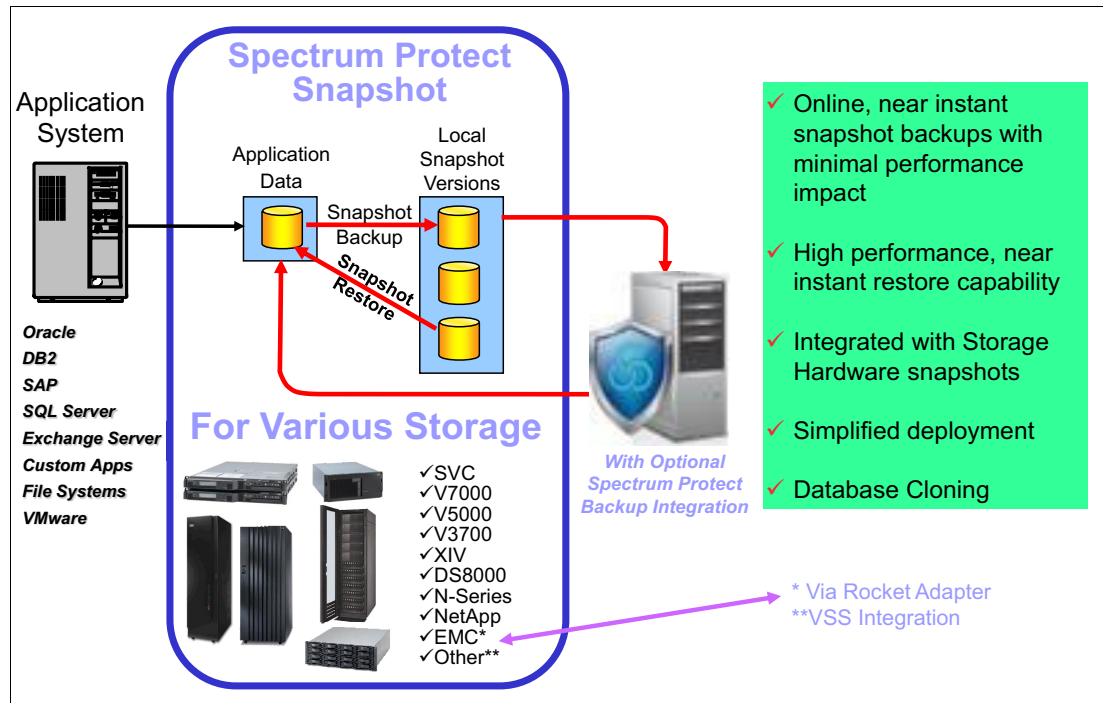 Spectrum Protect
Snapshot
Application
System
Application
Data
Local
Snapshot
Versions
Snapshot
Backup
Snapshot
Restore
Oracle
DB2
SAP
SQL Server
Exchange Server
Custom Apps
File Systems
VMware
For Various Storage
✓SVC
✓V7000
✓V5000
✓V3700
✓XIV
✓DS8000
✓N-Series
✓NetApp
✓EMC*
✓Other**
With Optional
Spectrum Protect
Backup Integration
✓ Online, near instant
snapshot backups with
minimal performance
impact
✓ High performance, near
instant restore capability
✓ Integrated with Storage
Hardware snapshots
✓ Simplified deployment
✓ Database Cloning
* Via Rocket Adapter
**VSS Integration